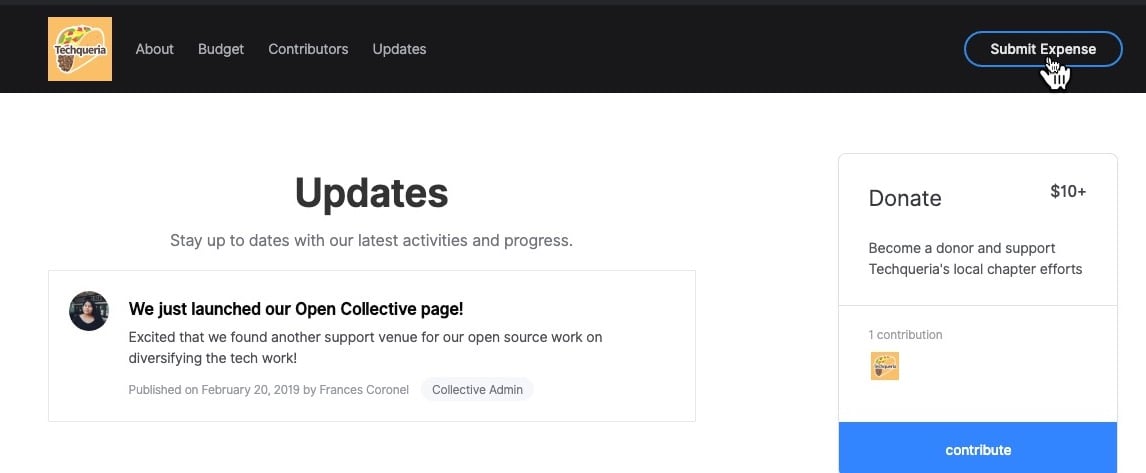 Techqueria
About Budget Contributors Updates
Submit Expense
Updates
Stay up to dates with our latest activities and progress.
We just launched our Open Collective page!
Excited that we found another support venue for our open source work on
diversifying the tech work!
Published on February 20, 2019 by Frances Coronel Collective Admin
Donate $10+
Become a donor and support
Techqueria's local chapter efforts
1 contribution
Techqueria
contribute